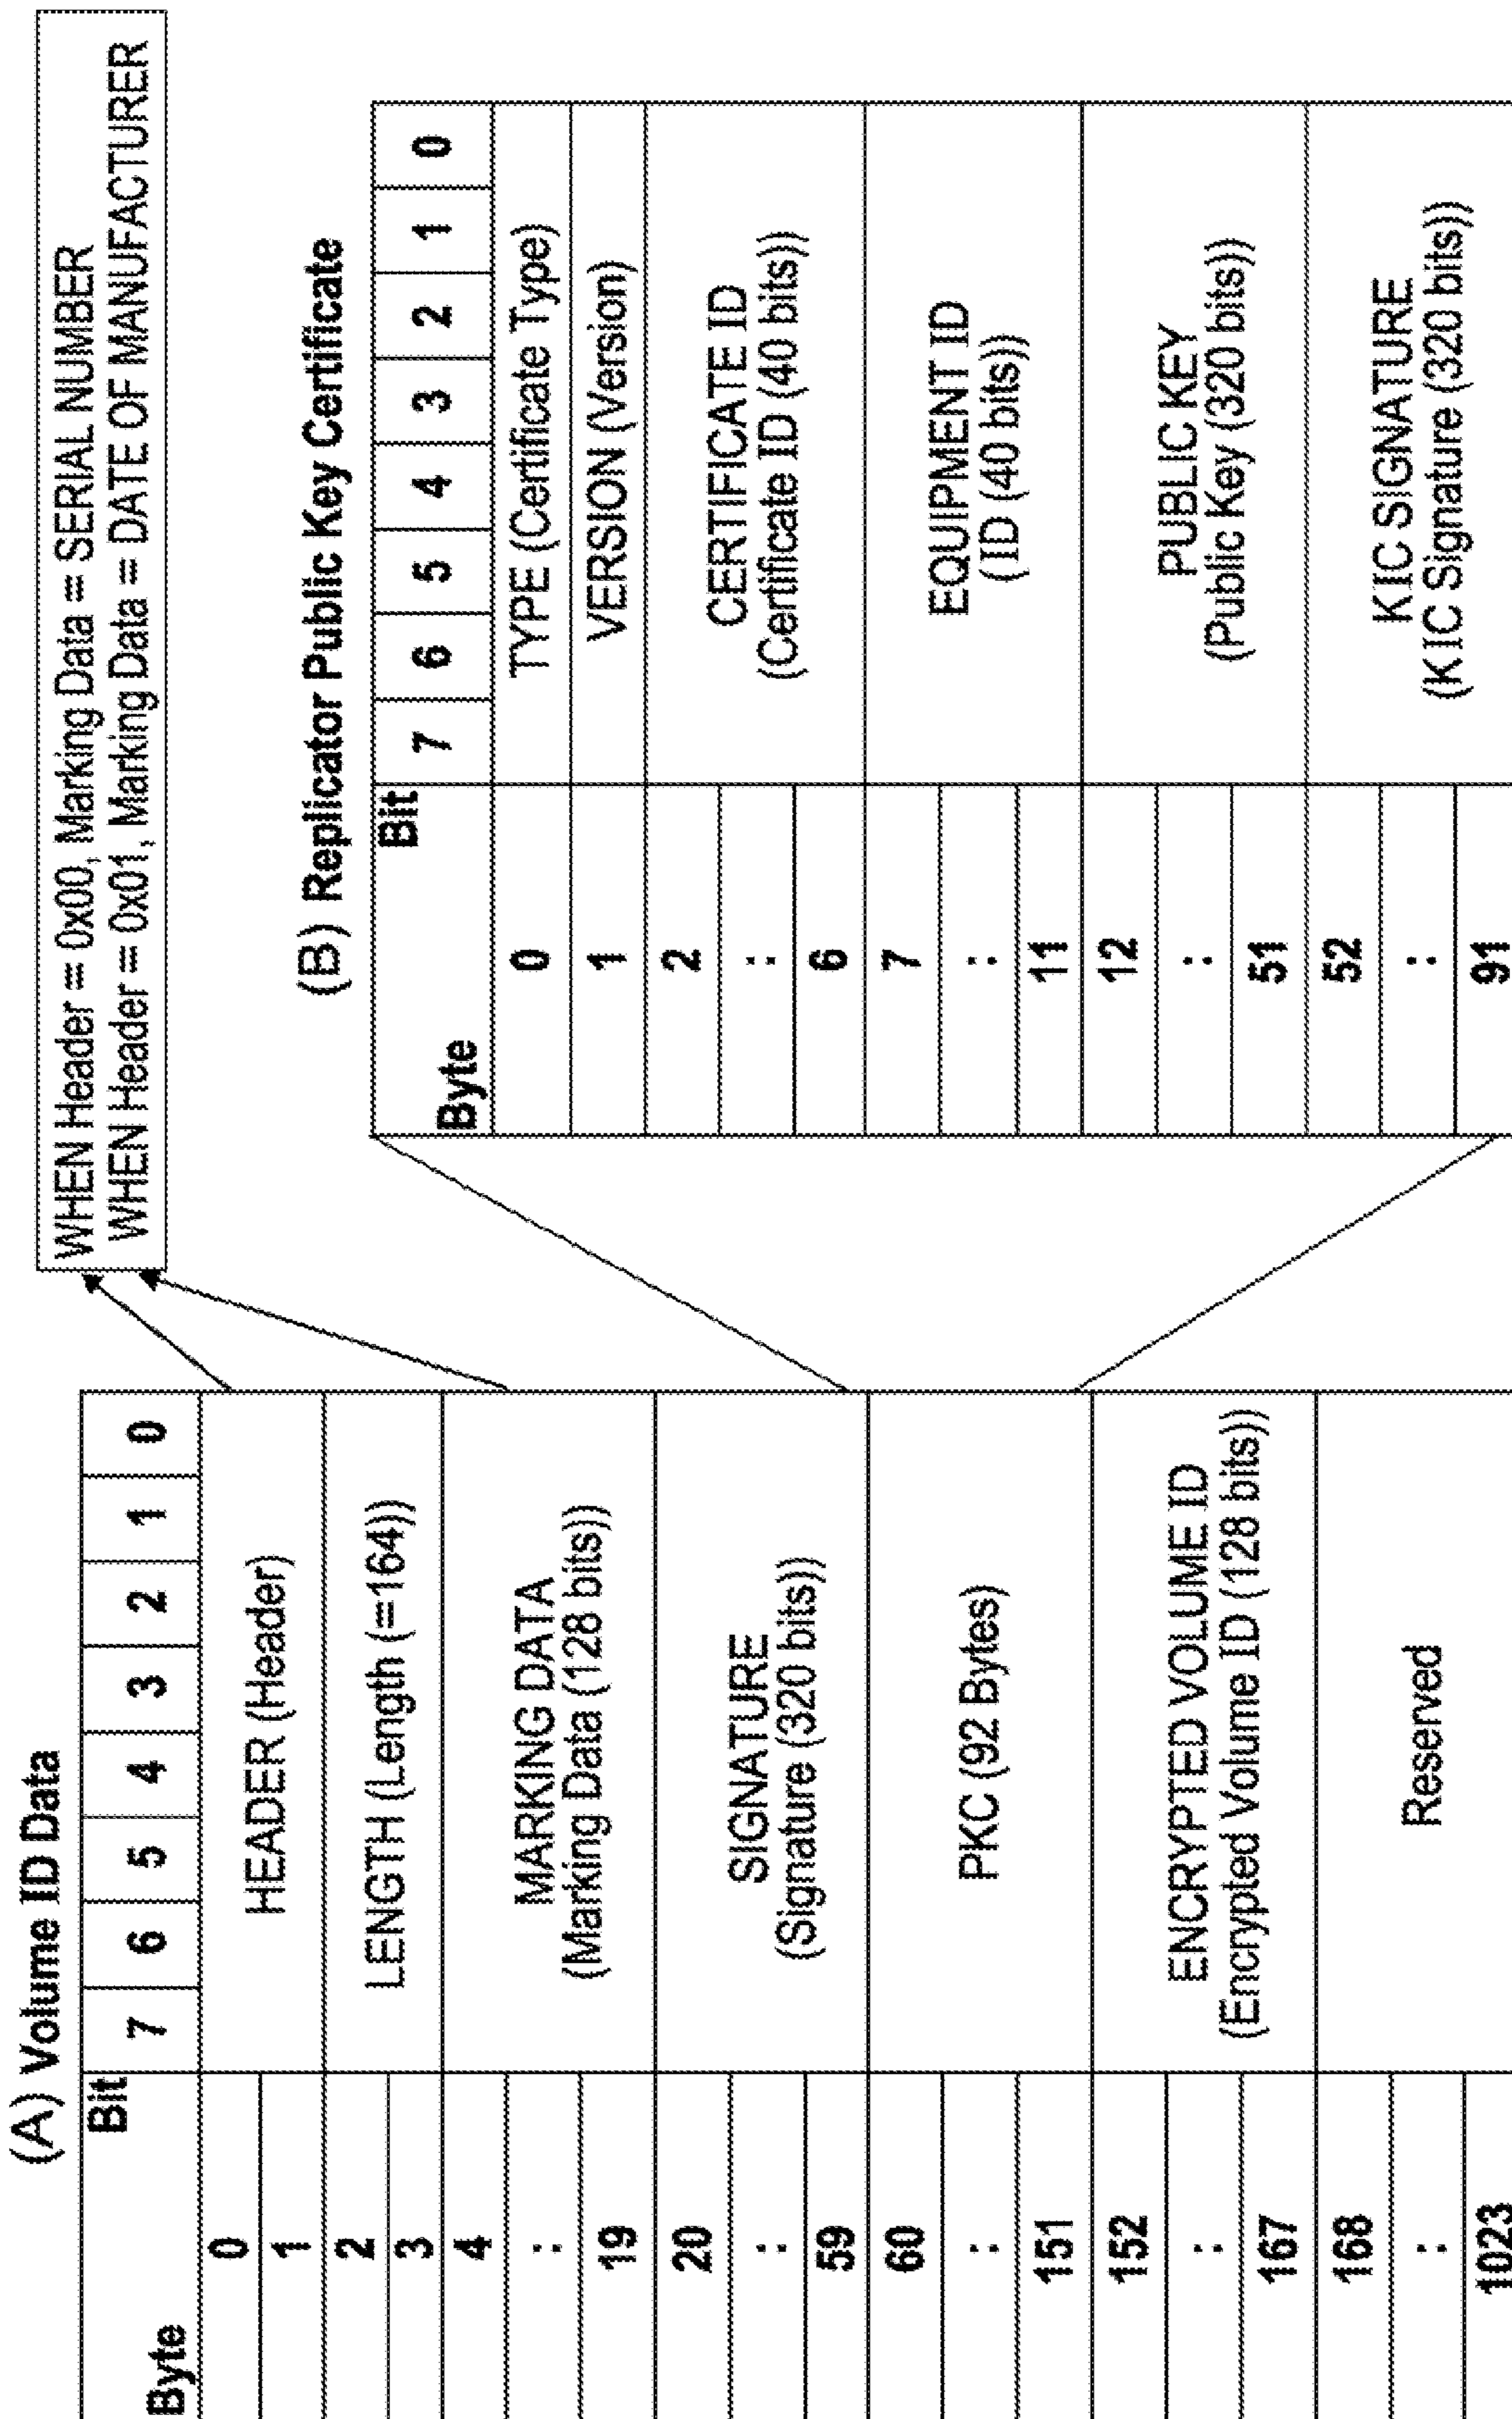 WHEN Header = 0x00, Marking Data = SERIAL NUMBER
WHEN Header = 0x01, Marking Data = DATE OF MANUFACTURER
(A) Volume ID Data
Byte Bit 7 6 5 4 3 2 1 0
0 HEADER (Header)
1
2 LENGTH (Length (=164))
3
4 MARKING DATA
: (Marking Data (128 bits))
19
20 SIGNATURE
: (Signature (320 bits))
59
60
: PKC (92 Bytes)
151
152 ENCRYPTED VOLUME ID
: (Encrypted Volume ID (128 bits))
167
168
: Reserved
1023
(B) Replicator Public Key Certificate
Byte Bit 7 6 5 4 3 2 1 0
0 TYPE (Certificate Type)
1 VERSION (Version)
2 CERTIFICATE ID
: (Certificate ID (40 bits))
6
7 EQUIPMENT ID
: (ID (40 bits))
11
12 PUBLIC KEY
: (Public Key (320 bits))
51
52 KIC SIGNATURE
: (KIC Signature (320 bits))
91